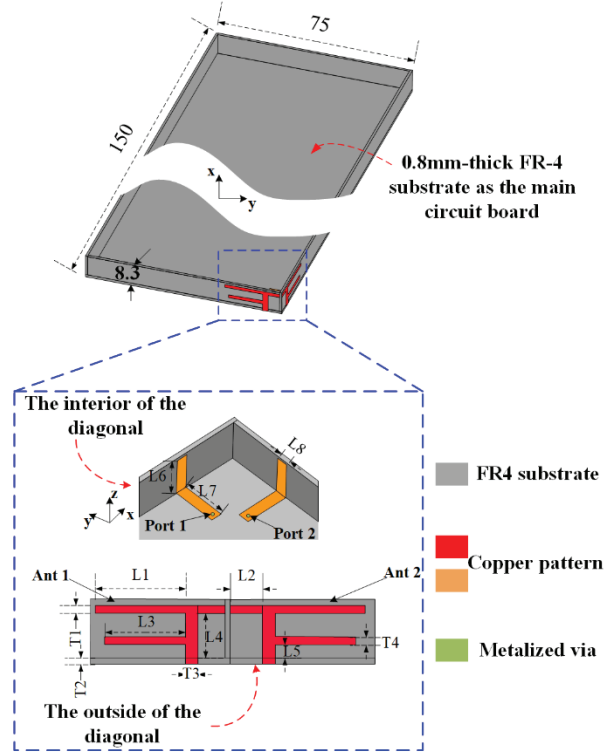 75
150
0.8mm-thick FR-4
substrate as the main
circuit board
x
y
8.3
The interior of the
diagonal
L8
L6
L7
z
y
x
Port 1
Port 2
FR4 substrate
Copper pattern
Metalized via
Ant 1
L1
L2
Ant 2
T1
L3
L4
L5
T4
T2
T3
The outside of the
diagonal